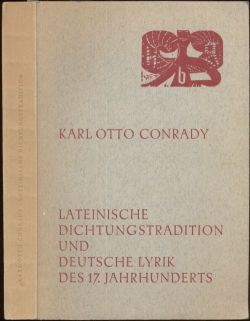 KARL OTTO CONRADY
LATEINISCHE
DICHTUNGSTRADITION
UND
DEUTSCHE LYRIK
DES 17. JAHRHUNDERTS
b